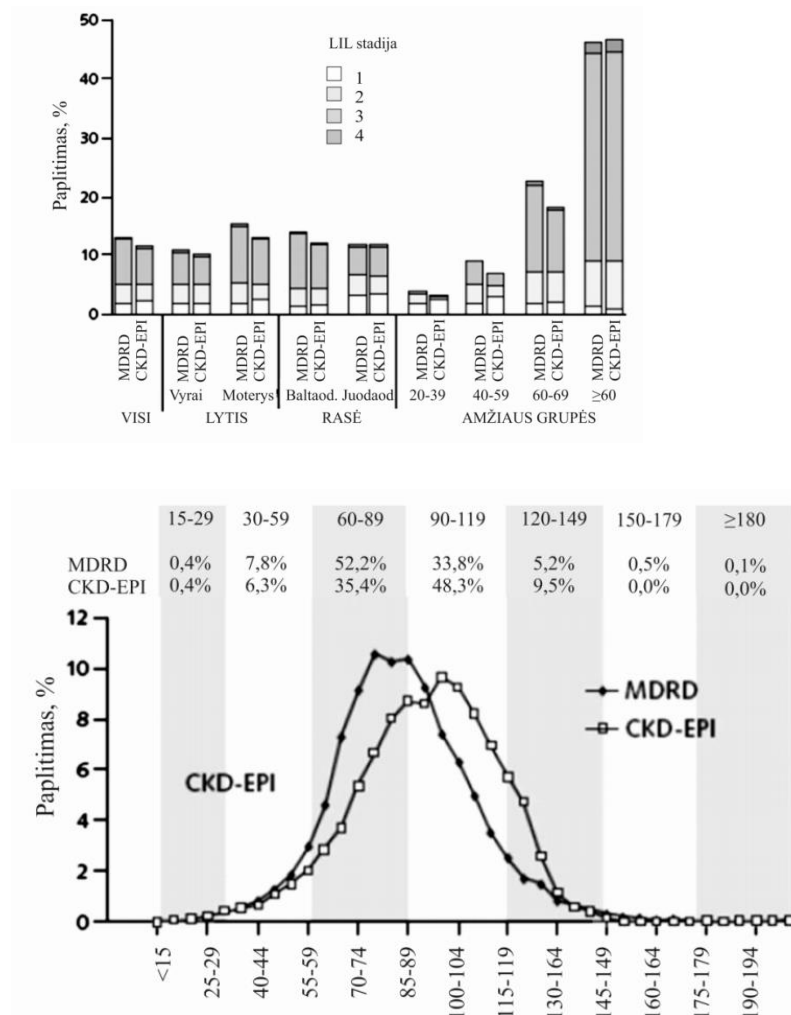 50
40
30
20
10
0
Paplitimas, %
LIL stadija
1
2
3
4
MDRD CKD-EPI MDRD CKD-EPI MDRD CKD-EPI MDRD CKD-EPI MDRD CKD-EPI MDRD CKD-EPI MDRD CKD-EPI MDRD CKD-EPI MDRD CKD-EPI
Vyrai Moterys Baltaod. Juodaod 20-39 40-59 60-69 ≥60
VISI LYTIS RASĖ AMŽIAUS GRUPĖS
15-29 30-59 60-89 90-119 120-149 150-179 ≥180
MDRD 0,4% 7,8% 52,2% 33,8% 5,2% 0,5% 0,1%
CKD-EPI 0,4% 6,3% 35,4% 48,3% 9,5% 0,0% 0,0%
12
10
8
6
4
2
0
Paplitimas, %
MDRD
CKD-EPI
CKD-EPI
<15 25-29 40-44 55-59 70-74 85-89 100-104 115-119 130-164 145-149 160-164 175-179 190-194